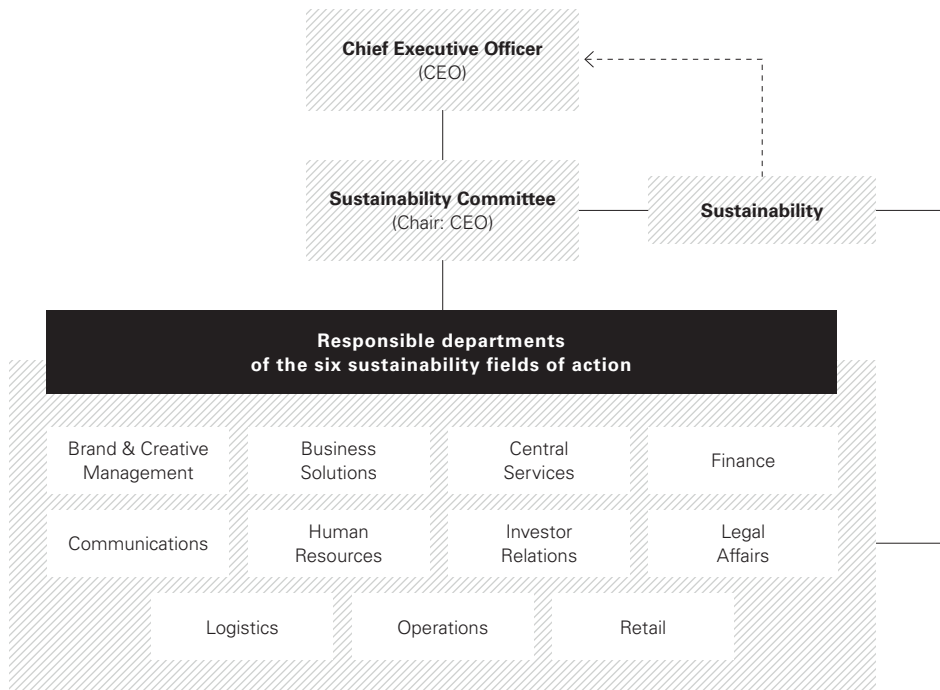 Chief Executive Officer
(CEO)
Sustainability Committee
(Chair: CEO)
Sustainability
Responsible departments
of the six sustainability fields of action
Brand & Creative
Management
Business
Solutions
Central
Services
Finance
Communications
Human
Resources
Investor
Relations
Legal
Affairs
Logistics
Operations
Retail